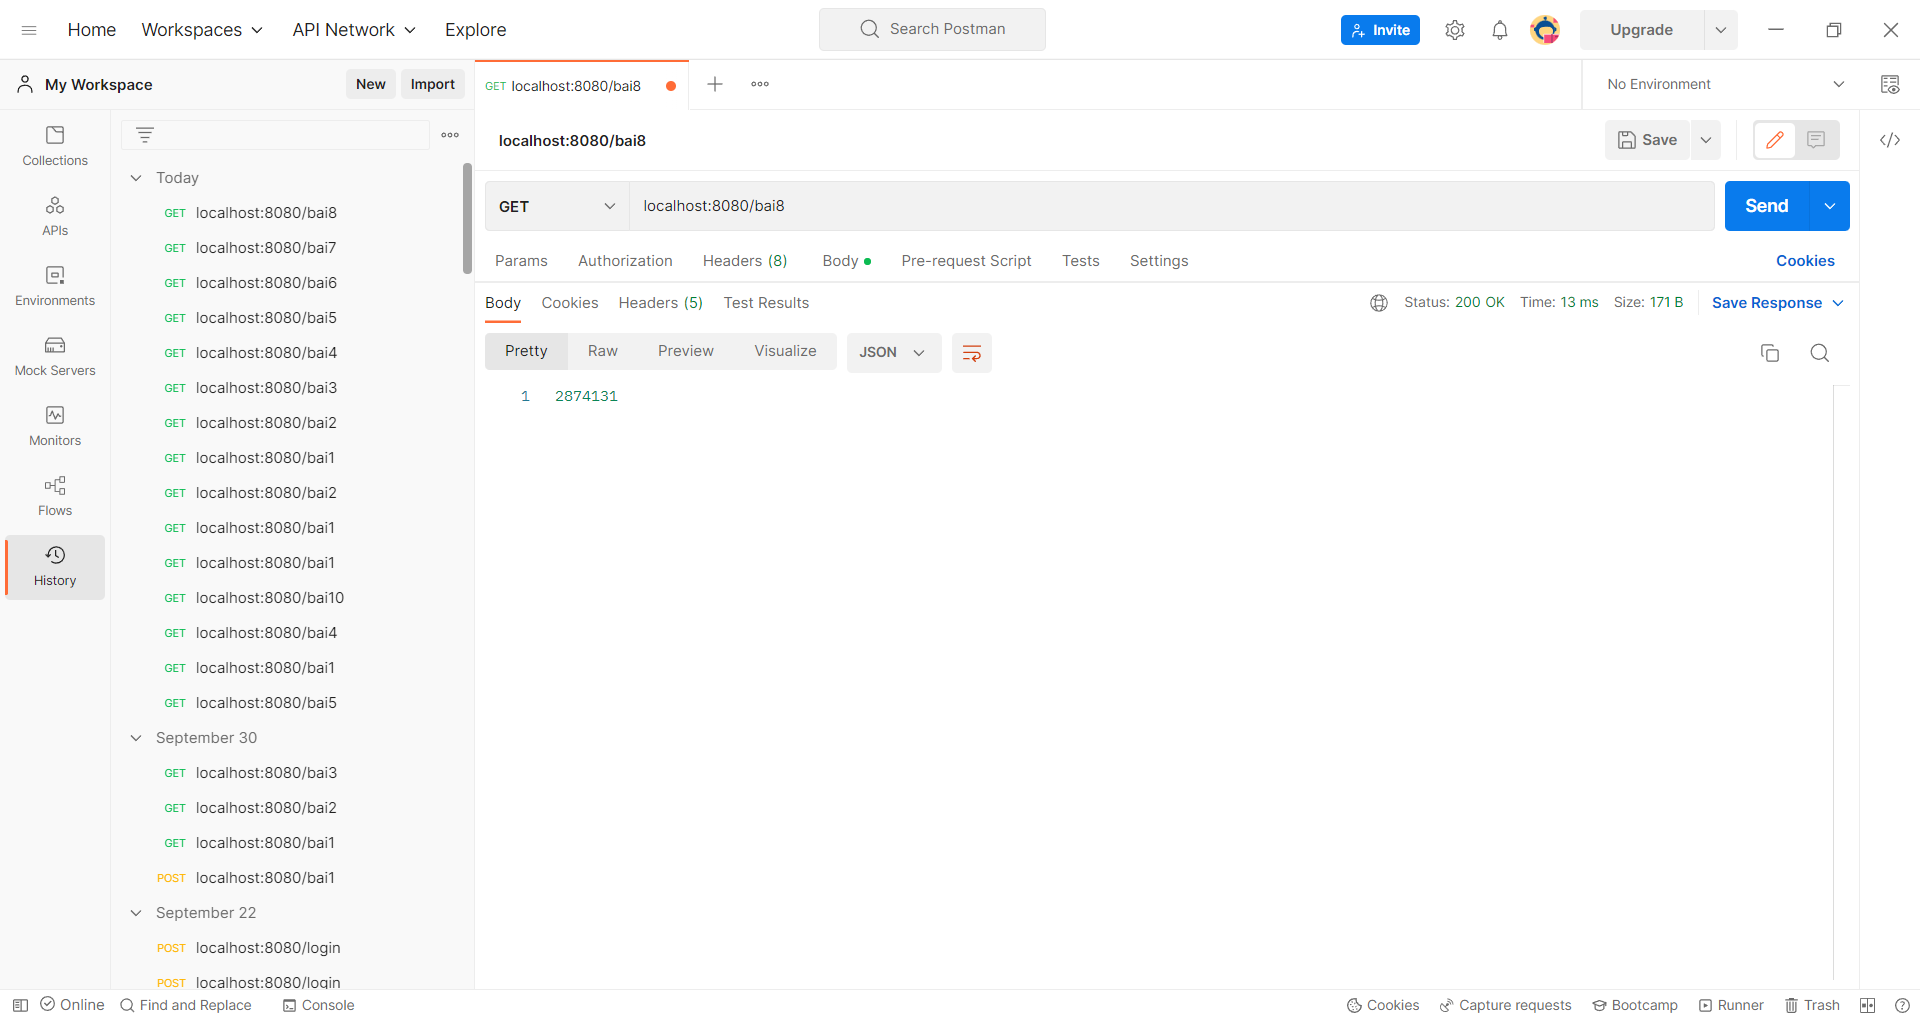 Home Workspaces API Network Explore Search Postman Invite Upgrade
My Workspace New Import GET localhost:8080/bai8 No Environment
Collections
APIs
Environments
Mock Servers
Monitors
Flows
History
Today
GET localhost:8080/bai8
GET localhost:8080/bai7
GET localhost:8080/bai6
GET localhost:8080/bai5
GET localhost:8080/bai4
GET localhost:8080/bai3
GET localhost:8080/bai2
GET localhost:8080/bai1
GET localhost:8080/bai2
GET localhost:8080/bai1
GET localhost:8080/bai1
GET localhost:8080/bai10
GET localhost:8080/bai4
GET localhost:8080/bai1
GET localhost:8080/bai5
September 30
GET localhost:8080/bai3
GET localhost:8080/bai2
GET localhost:8080/bai1
POST localhost:8080/bai1
September 22
POST localhost:8080/login
POST localhost:8080/login
localhost:8080/bai8 Save </>
GET localhost:8080/bai8 Send
Params Authorization Headers (8) Body Pre-request Script Tests Settings Cookies
Body Cookies Headers (5) Test Results Status: 200 OK Time: 13 ms Size: 171 B Save Response
Pretty Raw Preview Visualize JSON
1 2874131
Online Find and Replace Console Cookies Capture requests Bootcamp Runner Trash